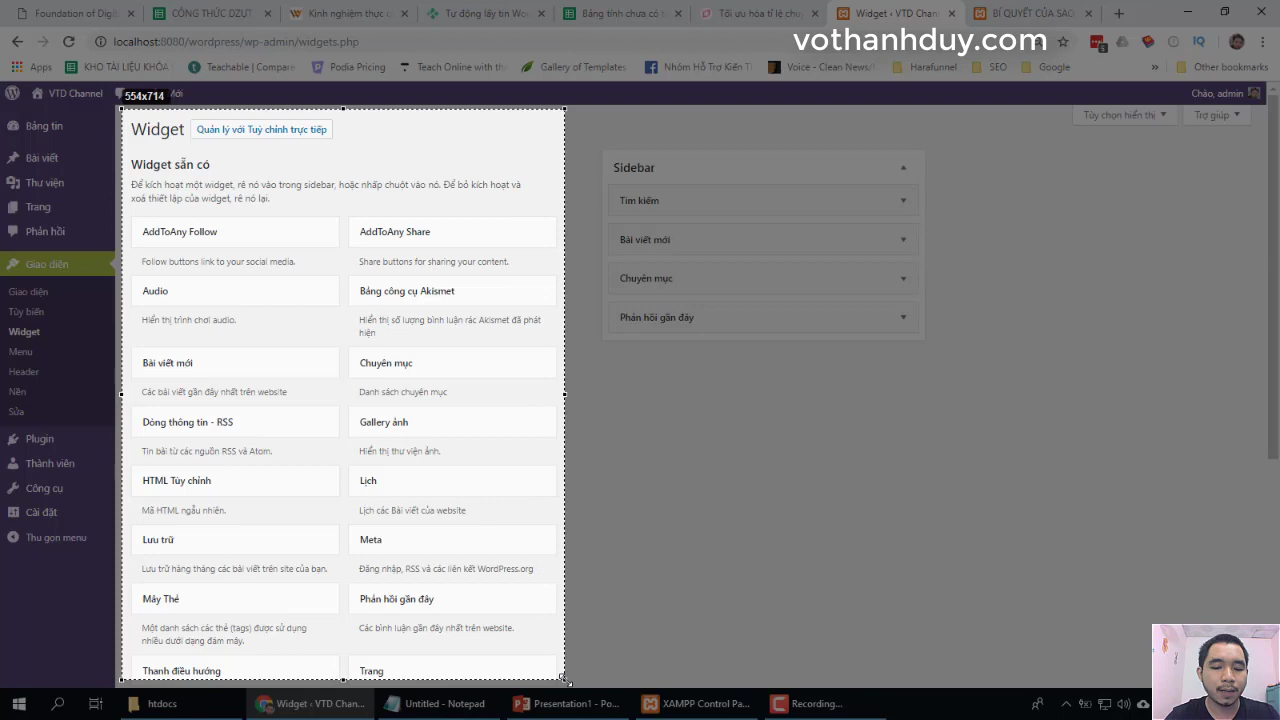 Automatic (1)
CÔNG THỨC DZỰT
Kinh nghiệm thực c
Tự động lấy tin Wor
Bảng tính chưa có t
Tối ưu hóa tỉ lệ chuy
Widget ‹ VTD Chan
BÍ QUYẾT CỦA SAO
localhost:8080/wordpress/wp-admin/widgets.php
vothanhduy.com
Apps
KHO TÀI LIỆU KHÓA
Teachable: Compare
Podia Pricing
Teach Online with the
Gallery of Templates
Nhóm Hỗ Trợ Kiến T
Voice - Clean News/
Harafunnel
SEO
Google
Other bookmarks
VTD Channel
Mới
Chào, admin
554x714
Tùy chọn hiển thị
Trợ giúp
Bảng tin
Bài viết
Thư viện
Trang
Phản hồi
Giao diện
Giao diện
Tùy biến
Widget
Menu
Header
Nền
Sửa
Plugin
Thành viên
Công cụ
Cài đặt
Thu gọn menu
Widget
Quản lý với Tuỳ chỉnh trực tiếp
Widget sẵn có
Để kích hoạt một widget, rê nó vào trong sidebar, hoặc nhấp chuột vào nó. Để bỏ kích hoạt và
xoá thiết lập của widget, rê nó lại.
AddToAny Follow
AddToAny Share
Follow buttons link to your social media.
Share buttons for sharing your content.
Audio
Bảng công cụ Akismet
Hiển thị trình chơi audio.
Hiển thị số lượng bình luận rác Akismet đã phát
hiện
Bài viết mới
Chuyên mục
Các bài viết gần đây nhất trên website
Danh sách chuyên mục
Dòng thông tin - RSS
Gallery ảnh
Tin bài từ các nguồn RSS và Atom.
Hiển thị thư viện ảnh.
HTML Tùy chỉnh
Lịch
Mã HTML ngẫu nhiên.
Lịch các Bài viết của website
Lưu trữ
Meta
Lưu trữ hàng tháng các bài viết trên site của bạn.
Đăng nhập, RSS và các liên kết WordPress.org
Mây Thẻ
Phản hồi gần đây
Một danh sách các thẻ (tags) được sử dụng
nhiều dưới dạng đám mây.
Các bình luận gần đây nhất trên website.
Thanh điều hướng
Trang
Sidebar
Tìm kiếm
Bài viết mới
Chuyên mục
Phản hồi gần đây
htdocs
Widget ‹ VTD Chan...
Untitled - Notepad
Presentation1 - Po...
XAMPP Control Pa...
Recording...